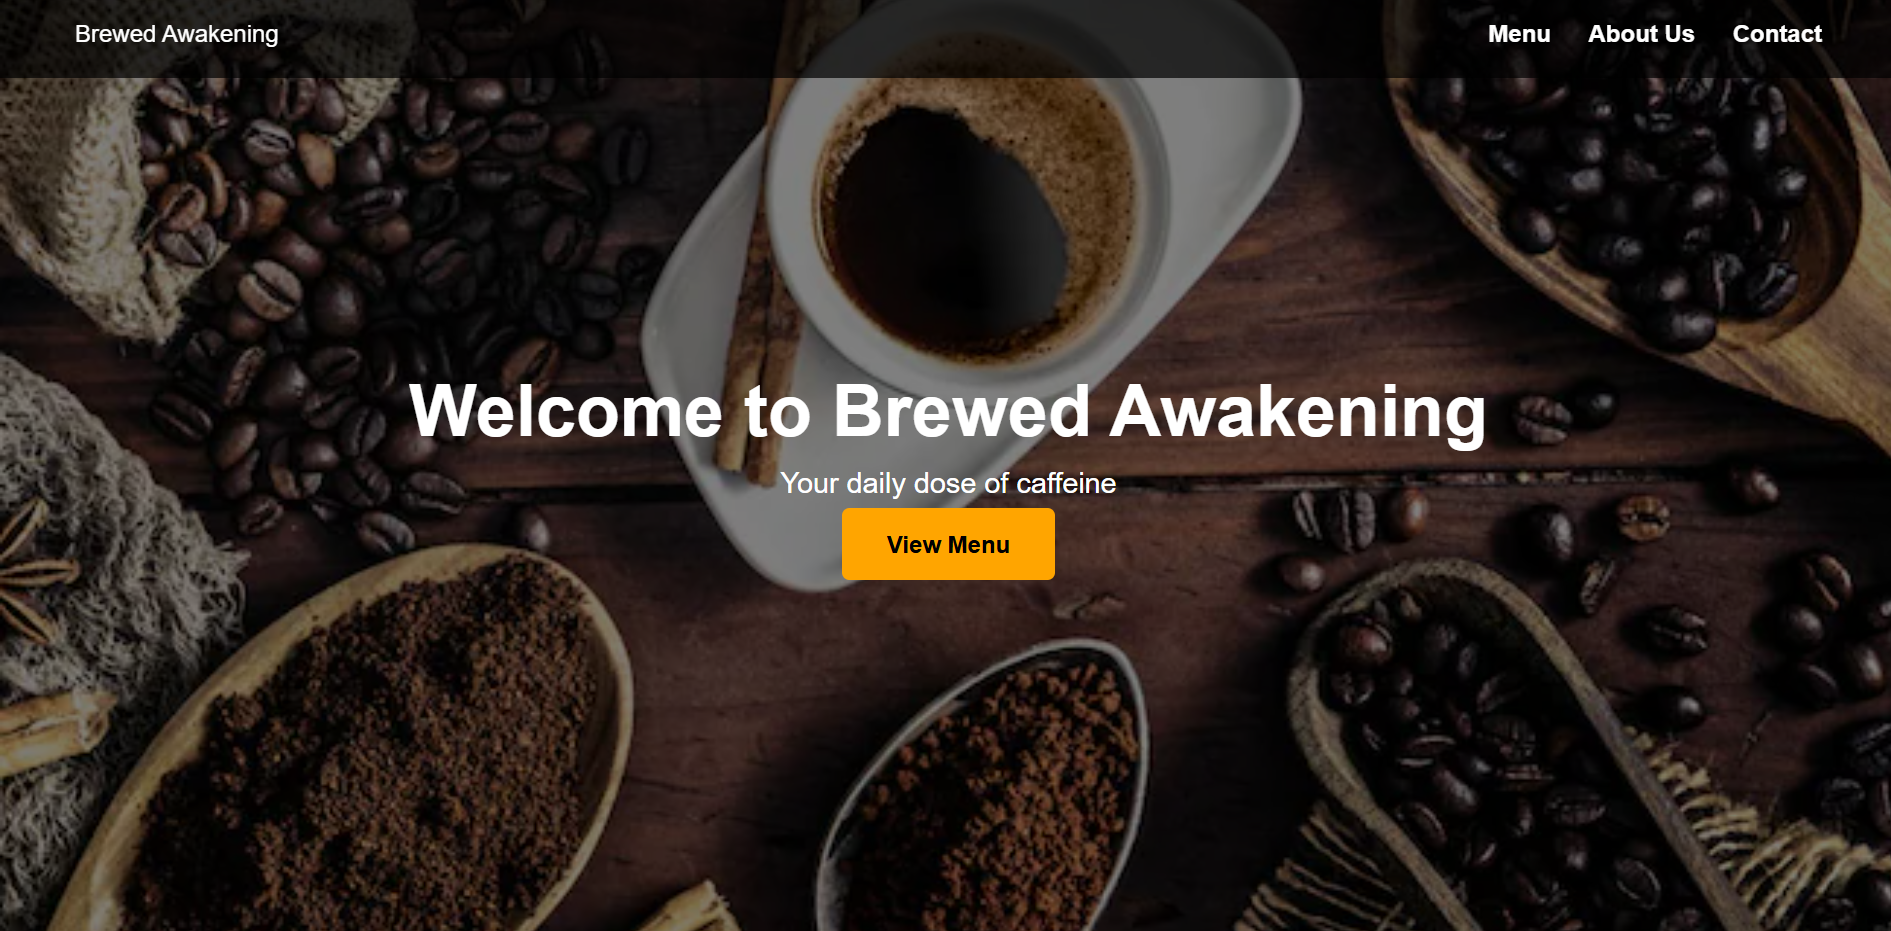 Brewed Awakening
Menu About Us Contact
Welcome to Brewed Awakening
Your daily dose of caffeine
View Menu